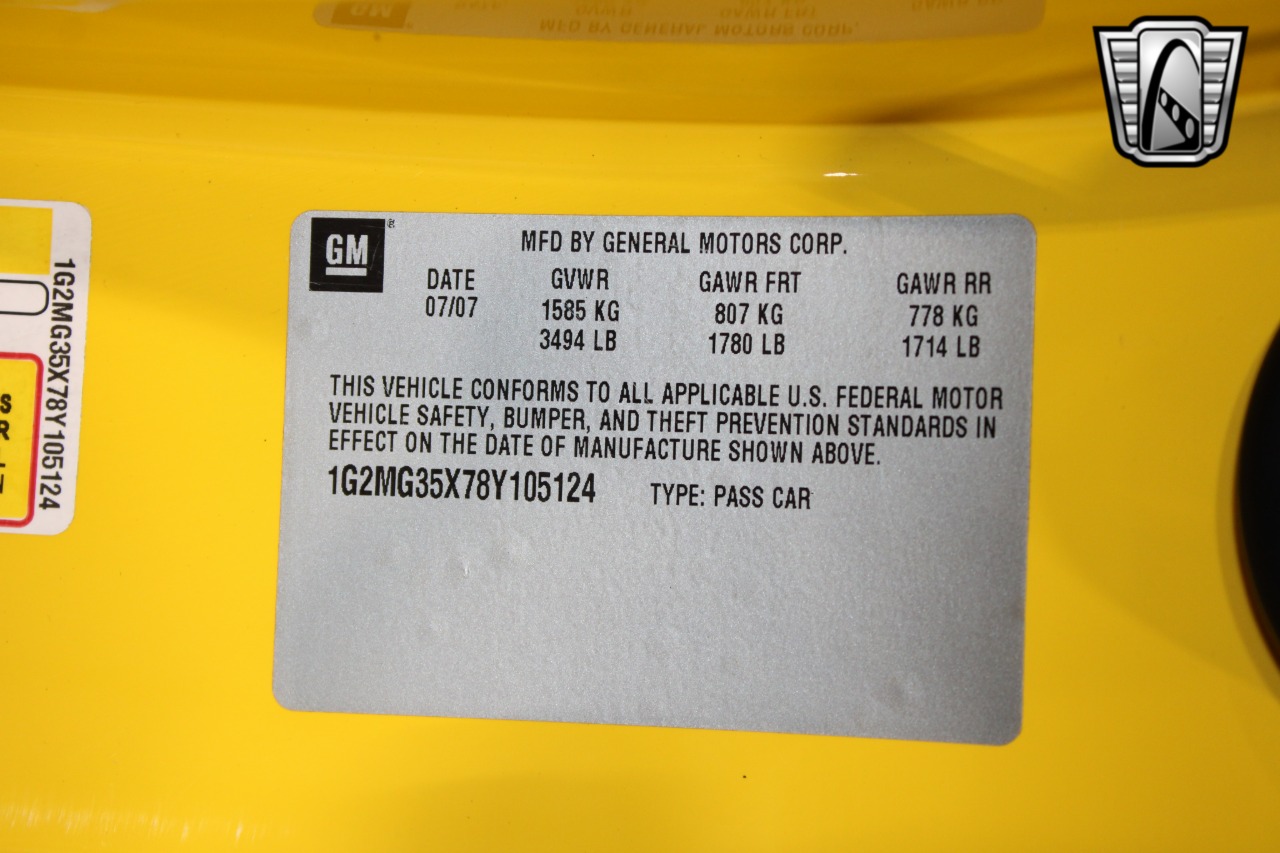 GM®
MFD BY GENERAL MOTORS CORP.
DATE GVWR GAWR FRT GAWR RR
07/07 1585 KG 807 KG 778 KG
3494 LB 1780 LB 1714 LB
THIS VEHICLE CONFORMS TO ALL APPLICABLE U.S. FEDERAL MOTOR
VEHICLE SAFETY, BUMPER, AND THEFT PREVENTION STANDARDS IN
EFFECT ON THE DATE OF MANUFACTURE SHOWN ABOVE.
1G2MG35X78Y105124 TYPE: PASS CAR
1G2MG35X78Y105124